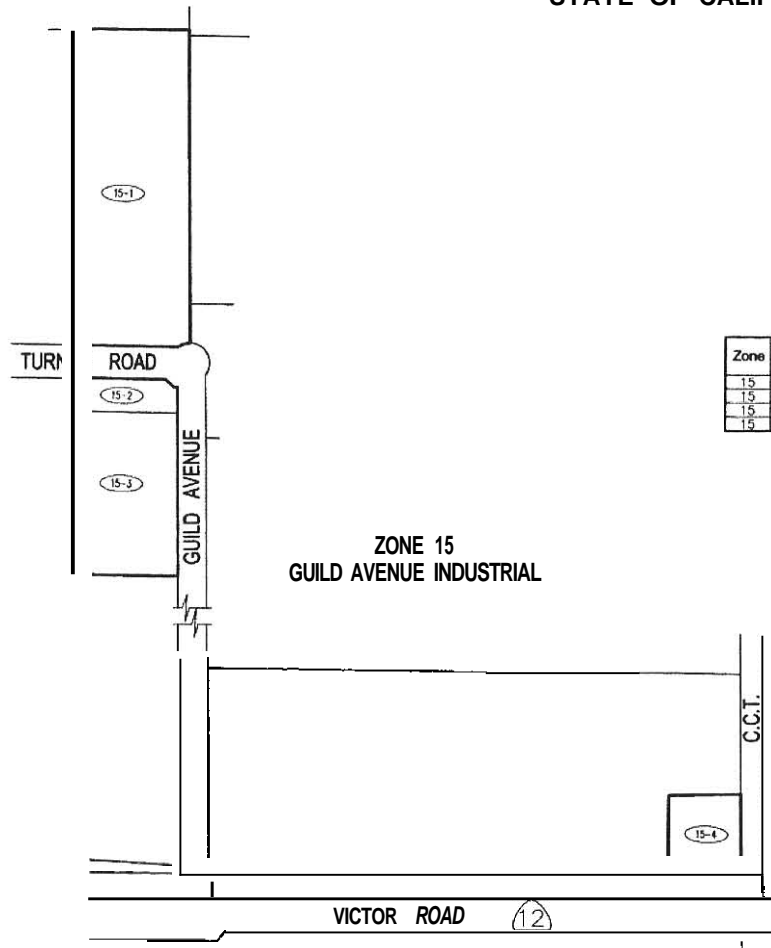 STATE OF CALIF
15-1
TURN ROAD
15-2
GUILD AVENUE
15-3
Zone
15
15
15
15
ZONE 15
GUILD AVENUE INDUSTRIAL
C.C.T.
15-4
VICTOR ROAD 12